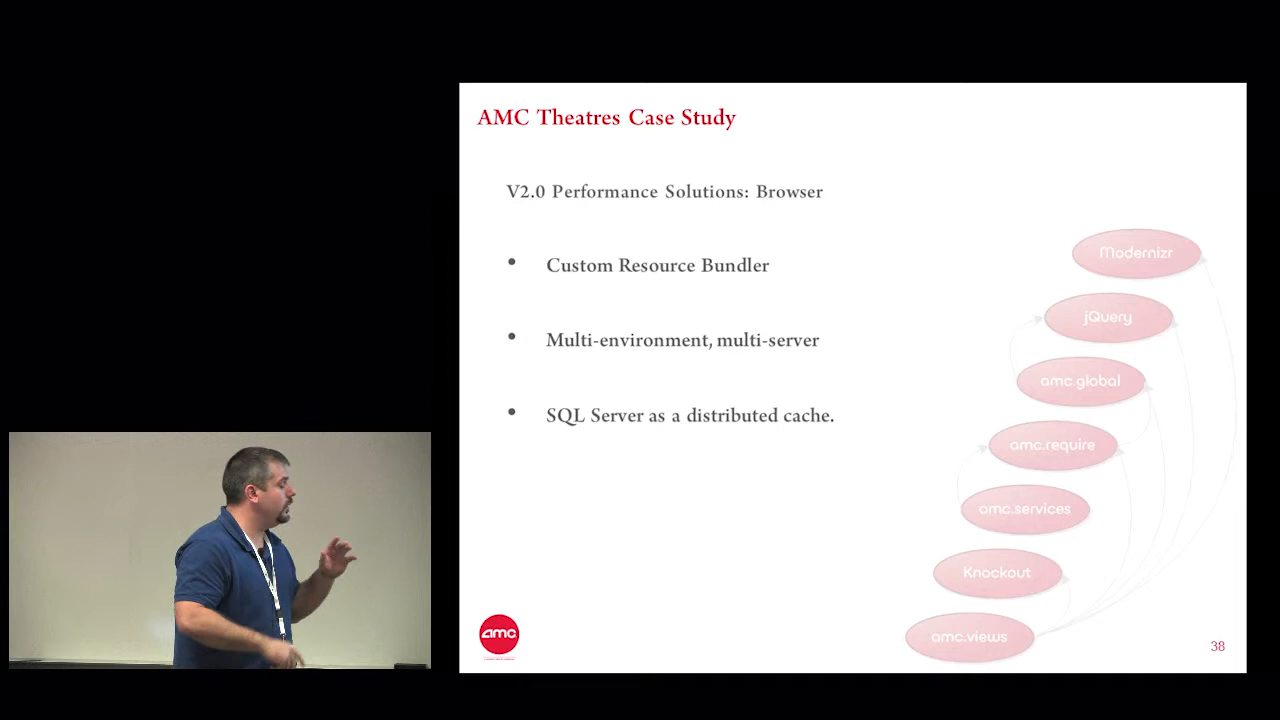 AMC Theatres Case Study
V2.0 Performance Solutions: Browser
• Custom Resource Bundler
• Multi-environment, multi-server
• SQL Server as a distributed cache.
Modernizr
jQuery
amc.global
amc.require
amc.services
Knockout
amc.views
amc
38